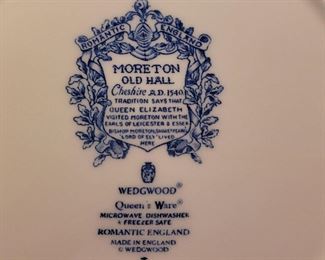 ROMANTIC ENGLAND
MORETON
OLD HALL
Cheshire A.D. 1540
TRADITION SAYS THAT
QUEEN ELIZABETH
VISITED MORETON WITH THE
EARLS OF LEICESTER & ESSEX
BISHOP MORETON, SHAKESPEARE'S
"LORD OF ELY" LIVED
HERE
WEDGWOOD®
Queen's Ware®
MICROWAVE DISHWASHER
+ FREEZER SAFE
ROMANTIC ENGLAND
MADE IN ENGLAND
© WEDGWOOD